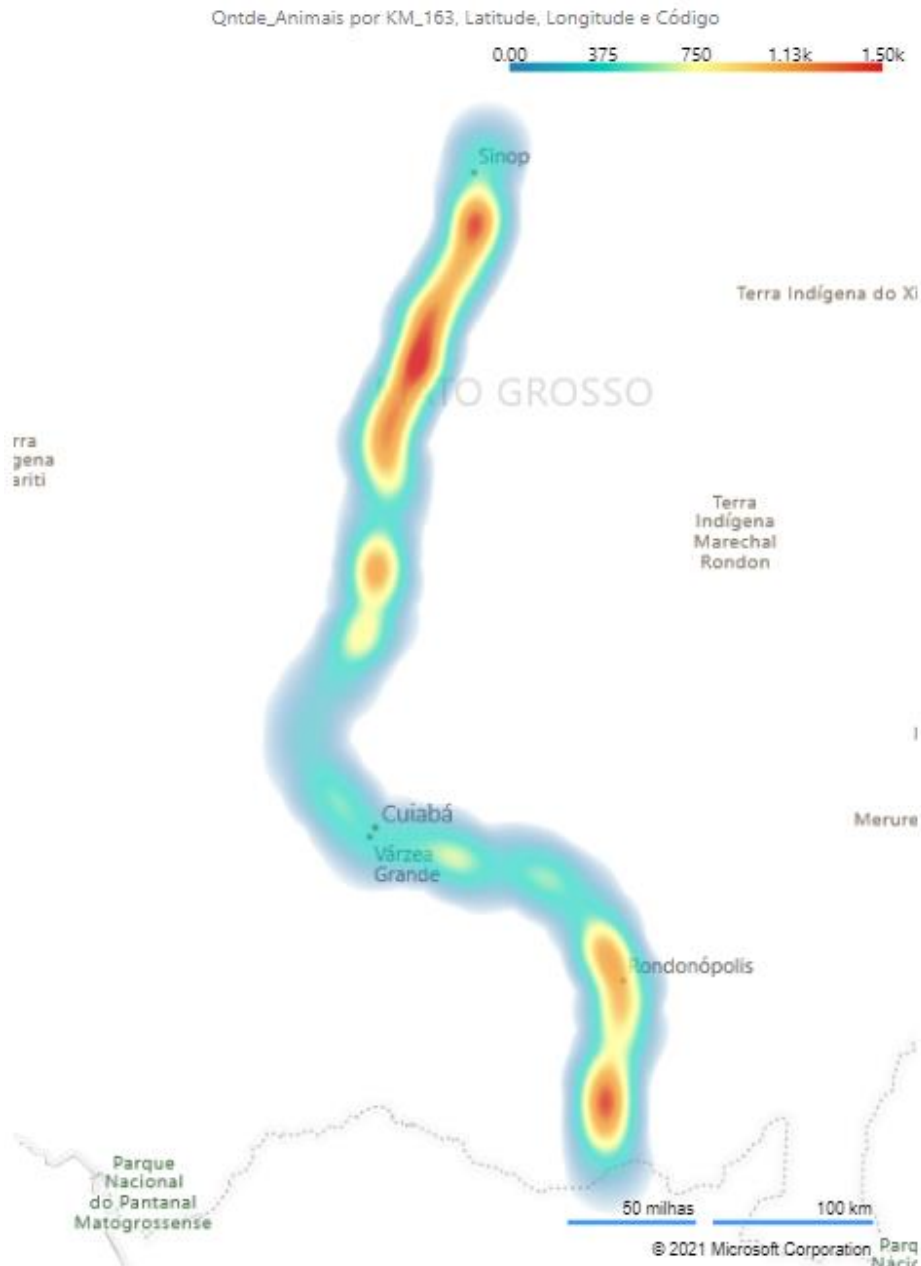 Qntde_Animais por KM_163, Latitude, Longitude e Código
0.00 375 750 1.13k 1.50k
Sinop
Terra Indígena do Xi
TO GROSSO
rra
gena
ariti
Terra
Indígena
Marechal
Rondon
Cuiabá
Merure
Várzea
Grande
Rondonópolis
Parque
Nacional
do Pantanal
Matogrossense
50 milhas 100 km
© 2021 Microsoft Corporation Parq